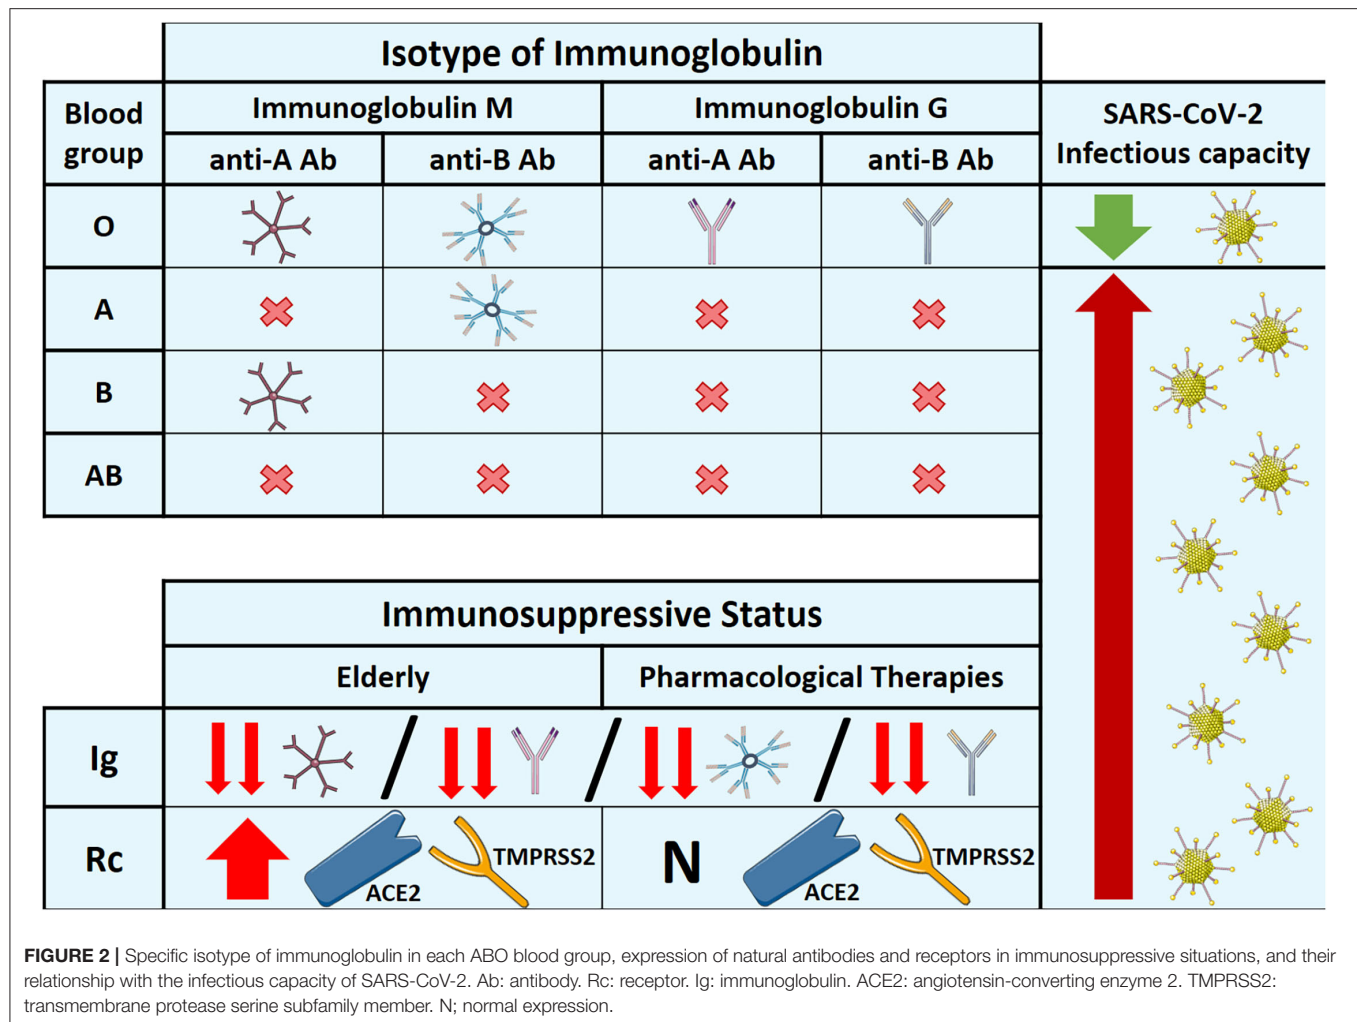 Isotype of Immunoglobulin
Blood group
Immunoglobulin M
Immunoglobulin G
SARS-CoV-2
Infectious capacity
anti-A Ab
anti-B Ab
anti-A Ab
anti-B Ab
O
A
B
AB
Immunosuppressive Status
Elderly
Pharmacological Therapies
Ig
/ / /
Rc
ACE2
TMPRSS2
N
ACE2
TMPRSS2
FIGURE 2 | Specific isotype of immunoglobulin in each ABO blood group, expression of natural antibodies and receptors in immunosuppressive situations, and their
relationship with the infectious capacity of SARS-CoV-2. Ab: antibody. Rc: receptor. Ig: immunoglobulin. ACE2: angiotensin-converting enzyme 2. TMPRSS2:
transmembrane protease serine subfamily member. N; normal expression.